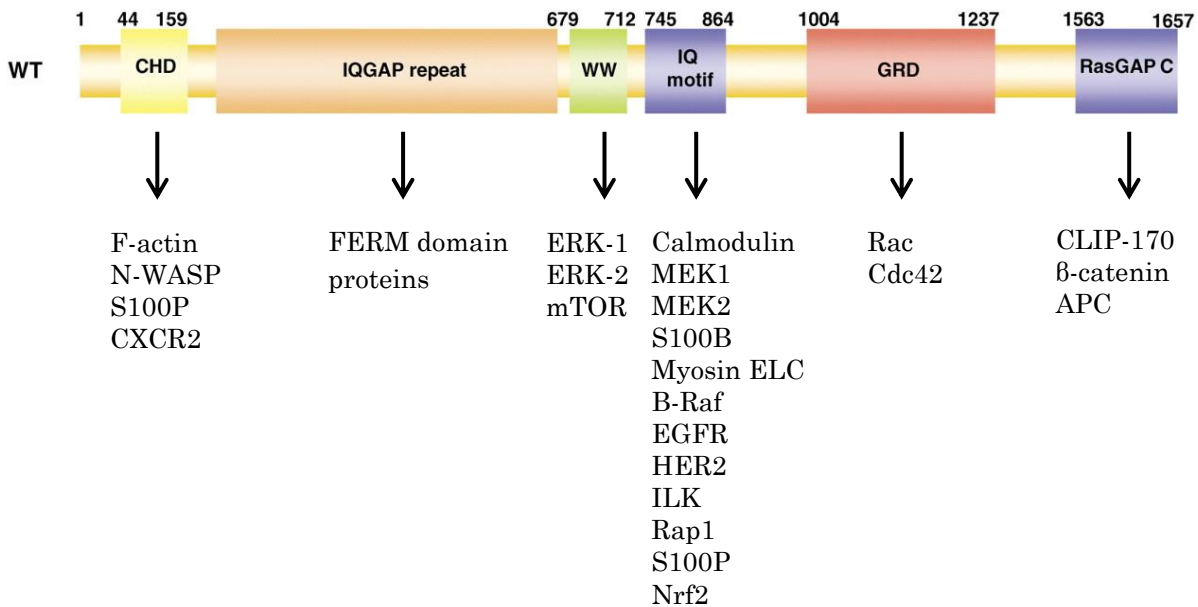 1 44 159 679 712 745 864 1004 1237 1563 1657
WT
CHD
IQGAP repeat
WW
IQ
motif
GRD
RasGAP C
F-actin
N-WASP
S100P
CXCR2
FERM domain
proteins
ERK-1
ERK-2
mTOR
Calmodulin
MEK1
MEK2
S100B
Myosin ELC
B-Raf
EGFR
HER2
ILK
Rap1
S100P
Nrf2
Rac
Cdc42
CLIP-170
β-catenin
APC